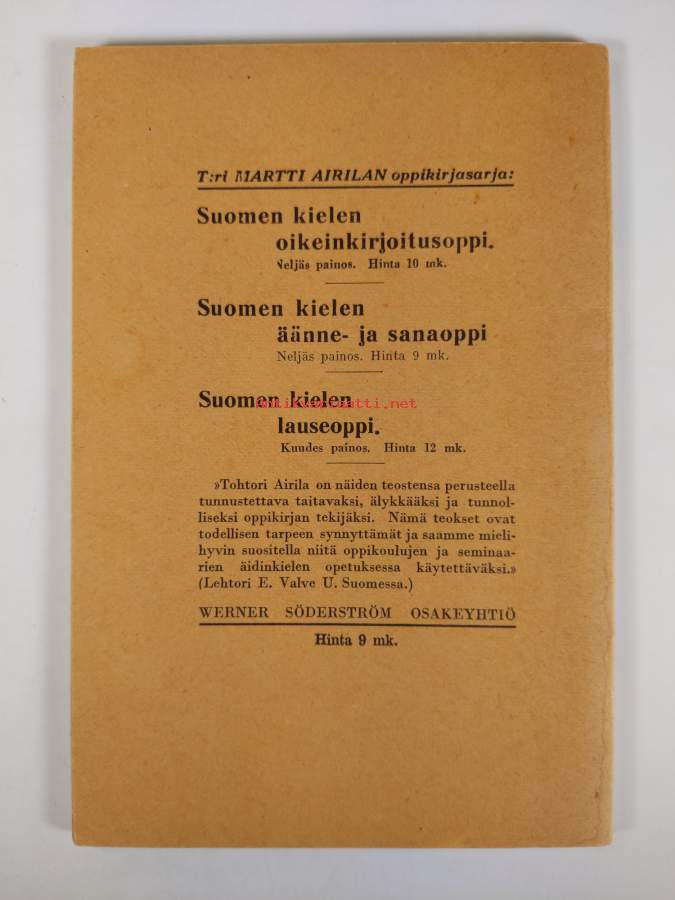 T:ri MARTTI AIRILAN oppikirjasarja:
Suomen kielen
oikeinkirjoitusoppi.
Neljäs painos. Hinta 10 mk.
Suomen kielen
äänne- ja sanaoppi
Neljäs painos. Hinta 9 mk.
Suomen kielen
antikvariaatti.net
lauseoppi.
Kuudes painos. Hinta 12 mk.
»Tohtori Airila on näiden teostensa perusteella
tunnustettava taitavaksi, älykkääksi ja tunnol-
liseksi oppikirjan tekijäksi. Nämä teokset ovat
todellisen tarpeen synnyttämät ja saamme mieli-
hyvin suositella niitä oppikoulujen ja seminaa-
rien äidinkielen opetuksessa käytettäväksi.»
(Lehtori E. Valve U. Suomessa.)
WERNER SÖDERSTRÖM OSAKEYHTIÖ
Hinta 9 mk.